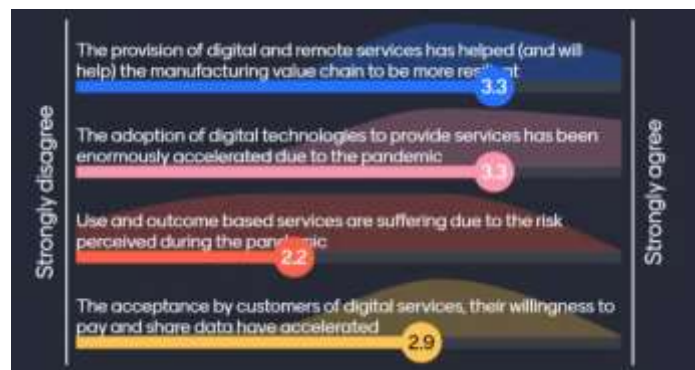 Strongly disagree
The provision of digital and remote services has helped (and will
help) the manufacturing value chain to be more resilient
3.3
The adoption of digital technologies to provide services has been
enormously accelerated due to the pandemic
3.3
Use and outcome based services are suffering due to the risk
perceived during the pandemic
2.2
The acceptance by customers of digital services, their willingness to
pay and share data have accelerated
2.9
Strongly agree